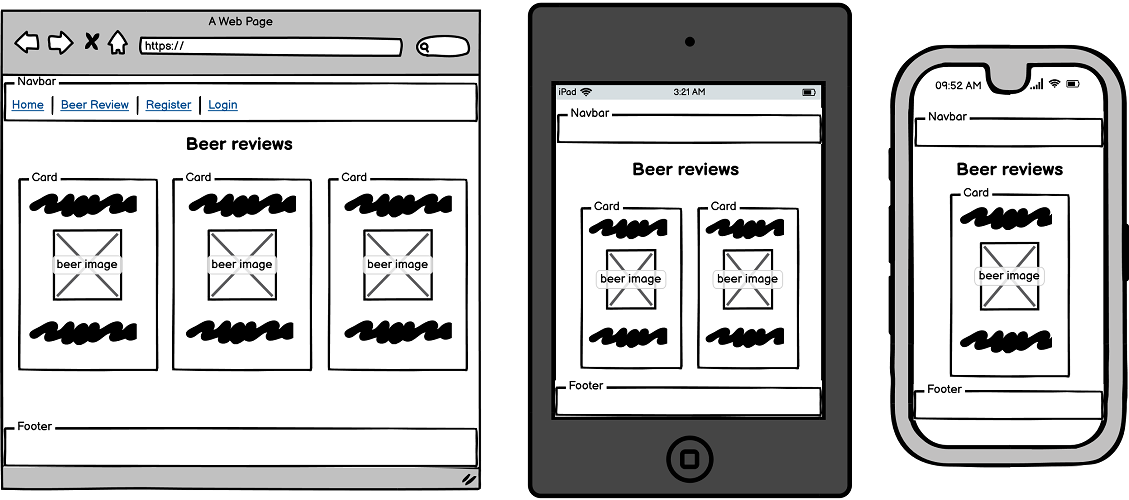 A Web Page
https://
Navbar
Home Beer Review Register Login
Beer reviews
Card Card Card
beer image beer image beer image
Footer
iPad 3:21 AM
Navbar
Beer reviews
Card Card
beer image beer image
Footer
09:52 AM
Navbar
Beer reviews
Card
beer image
Footer